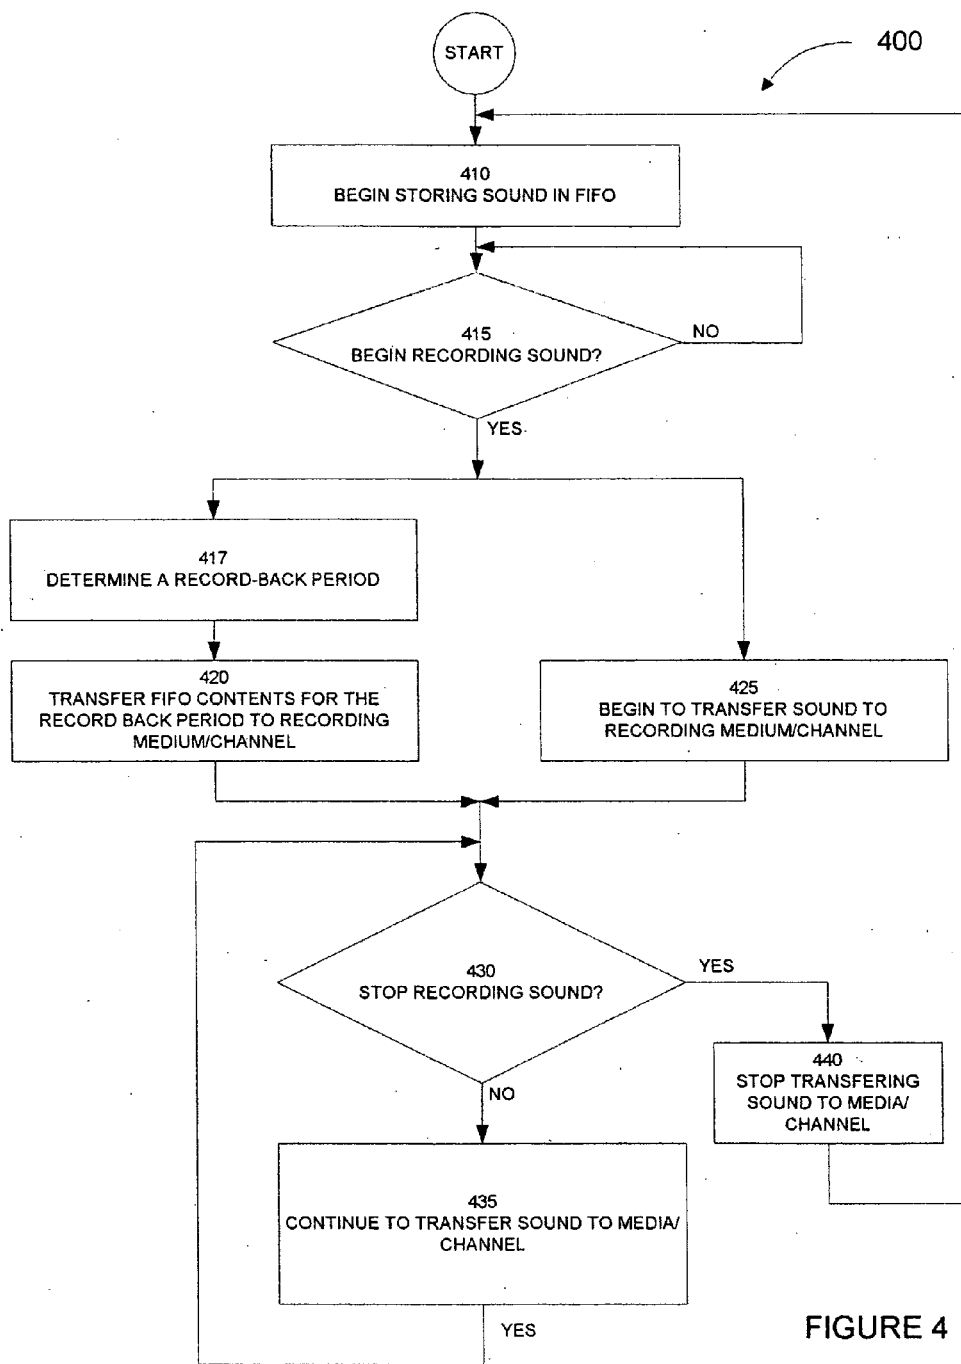 START
400
410
BEGIN STORING SOUND IN FIFO
415
BEGIN RECORDING SOUND?
NO
YES
417
DETERMINE A RECORD-BACK PERIOD
420
TRANSFER FIFO CONTENTS FOR THE
RECORD BACK PERIOD TO RECORDING
MEDIUM/CHANNEL
425
BEGIN TO TRANSFER SOUND TO
RECORDING MEDIUM/CHANNEL
430
STOP RECORDING SOUND?
YES
NO
440
STOP TRANSFERING
SOUND TO MEDIA/
CHANNEL
435
CONTINUE TO TRANSFER SOUND TO MEDIA/
CHANNEL
YES
FIGURE 4